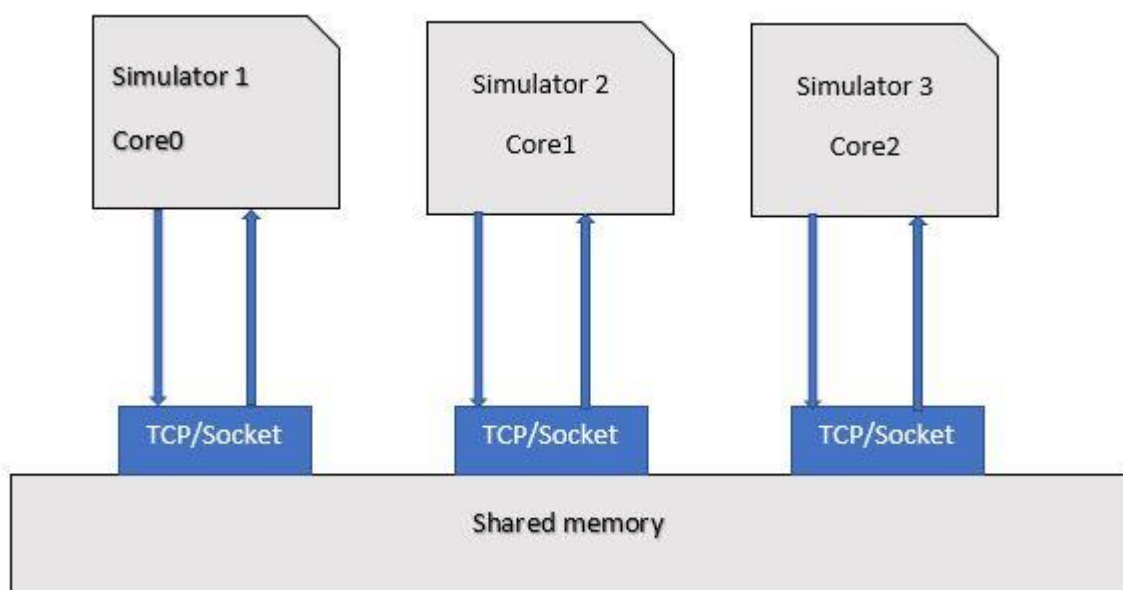 Simulator 1
Core0
Simulator 2
Core1
Simulator 3
Core2
TCP/Socket
TCP/Socket
TCP/Socket
Shared memory